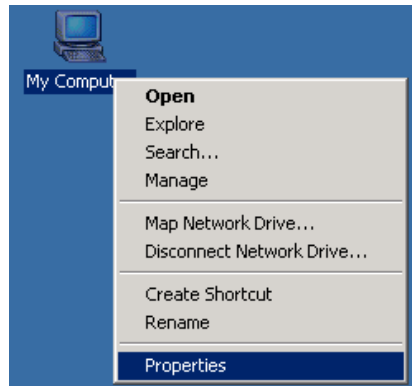 My Comput
Open
Explore
Search...
Manage
Map Network Drive...
Disconnect Network Drive...
Create Shortcut
Rename
Properties